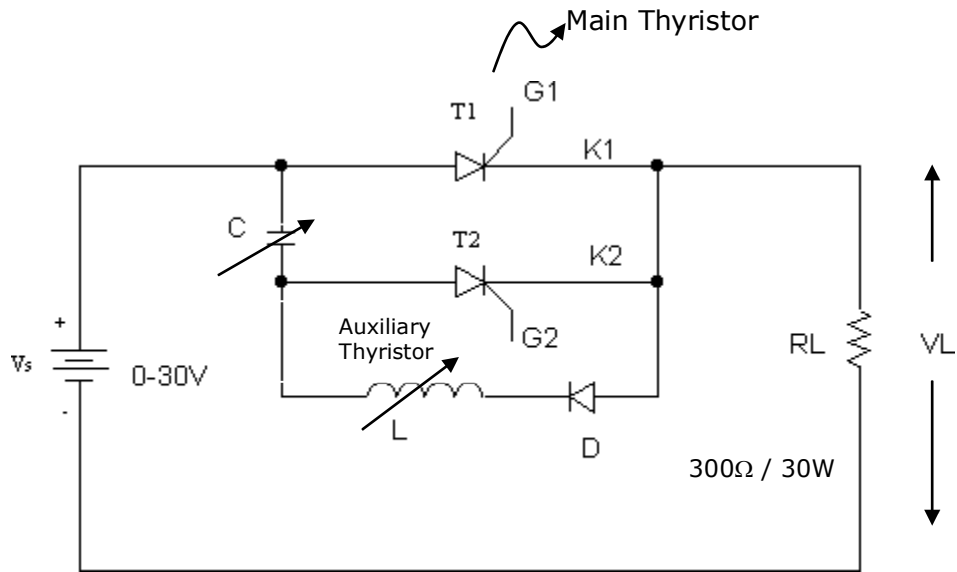 Main Thyristor
G1
T1
K1
C
T2
K2
Auxiliary
Thyristor
G2
+
Vs
0-30V
-
L
D
RL
VL
300Ω / 30W